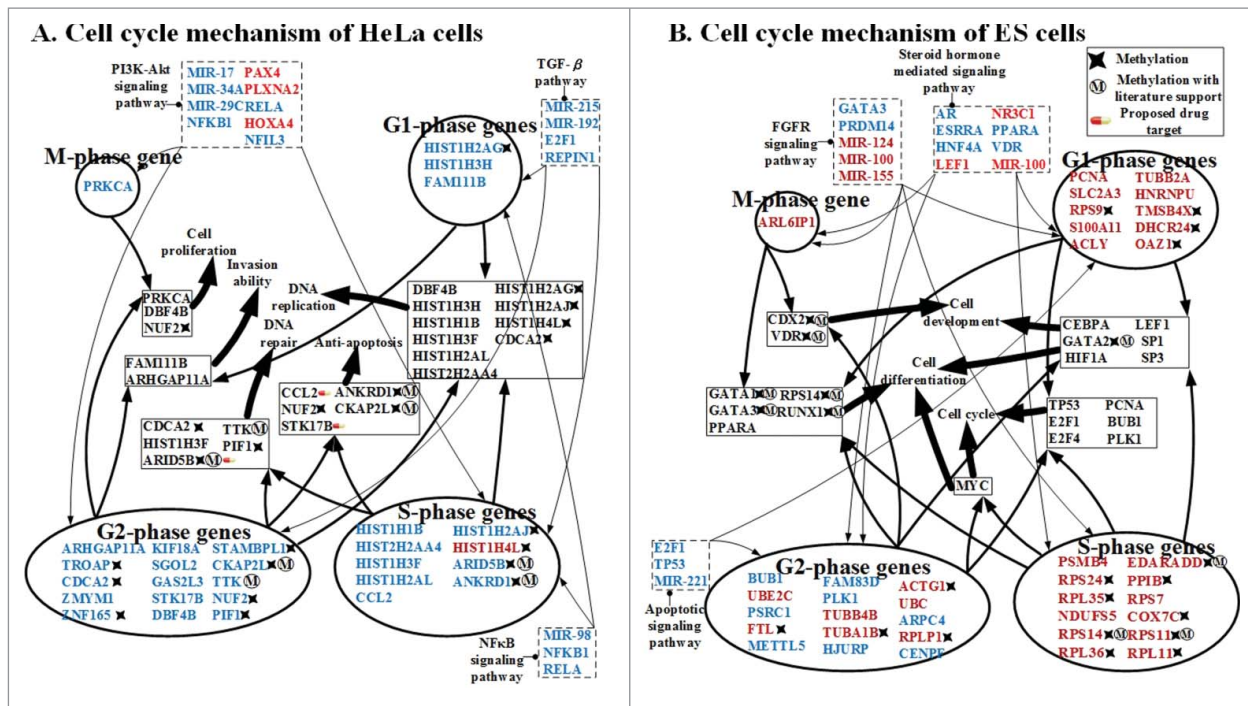 A. Cell cycle mechanism of HeLa cells
PI3K-Akt
signaling
pathway
MIR-17 PAX4
MIR-34A PLXNA2
MIR-29C RELA
NFKB1 HOXA4
NFIL3
TGF-β
pathway
MIR-215
MIR-192
E2F1
REPIN1
G1-phase genes
HIST1H2AG
HIST1H3H
FAM111B
M-phase gene
PRKCA
Cell
proliferation
Invasion
ability
DNA
replication
DNA
repair
Anti-apoptosis
PRKCA
DBF4B
NUF2
FAM111B
ARHGAP11A
DBF4B HIST1H2AG
HIST1H3H HIST1H2AJ
HIST1H1B HIST1H4L
HIST1H3F CDCA2
HIST1H2AL
HIST2H2AA4
CCL2 ANKRD1 M
NUF2 CKAP2L M
STK17B
CDCA2 TTK M
HIST1H3F PIF1
ARID5B M
G2-phase genes
ARHGAP11A KIF18A STAMBPL1
TROAP SGOL2 CKAP2L M
CDCA2 GAS2L3 TTK M
ZMYM1 STK17B NUF2
ZNF165 DBF4B PIF1
S-phase genes
HIST1H1B HIST1H2AJ
HIST2H2AA4 HIST1H4L
HIST1H3F ARID5B M
HIST1H2AL ANKRD1 M
CCL2
NFκB
signaling
pathway
MIR-98
NFKB1
RELA
B. Cell cycle mechanism of ES cells
Steroid hormone
mediated signaling
pathway
Methylation
M Methylation with
literature support
Proposed drug
target
FGFR
signaling
pathway
GATA3
PRDM14
MIR-124
MIR-100
MIR-155
AR NR3C1
ESRRA PPARA
HNF4A VDR
LEF1 MIR-100
G1-phase genes
PCNA TUBB2A
SLC2A3 HNRNPU
RPS9 TMSB4X
S100A11 DHCR24
ACLY OAZ1
M-phase gene
ARL6IP1
CDX2 M
VDR M
Cell
development
CEBPA LEF1
GATA2 M SP1
HIF1A SP3
Cell
differentiation
GATA1 M RPS14 M
GATA3 M RUNX1 M
PPARA
Cell cycle
TP53 PCNA
E2F1 BUB1
E2F4 PLK1
MYC
E2F1
TP53
MIR-221
Apoptotic
signaling
pathway
G2-phase genes
BUB1 FAM83D ACTG1
UBE2C PLK1 UBC
PSRC1 TUBB4B ARPC4
FTL TUBA1B RPLP1
METTL5 HJURP CENPF
S-phase genes
PSMB4 EDARADD M
RPS24 PPIB
RPL35 RPS7
NDUFS5 COX7C
RPS14 M RPS11 M
RPL36 RPL11